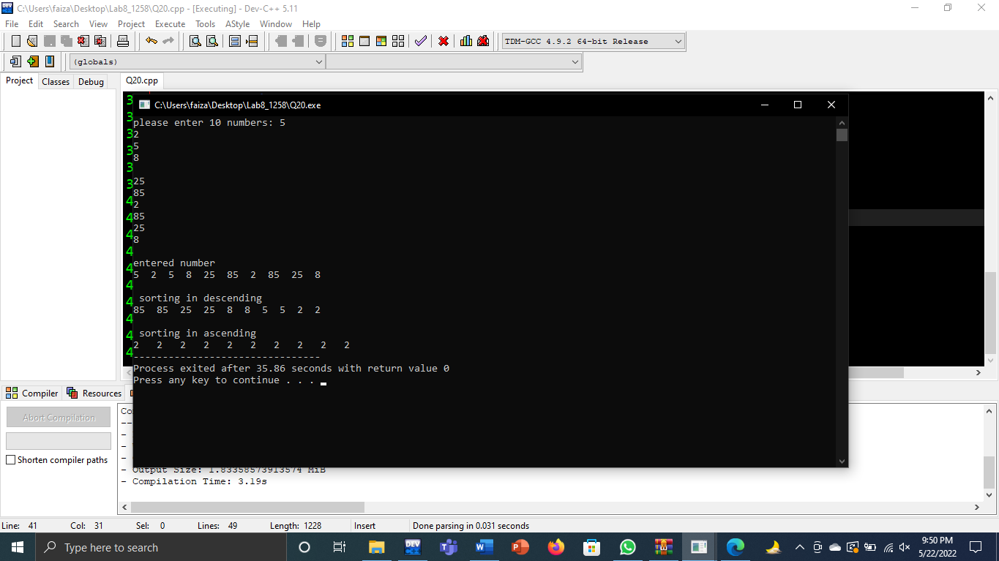 C:\Users\faiza\Desktop\Lab8_1258\Q20.cpp - [Executing] - Dev-C++ 5.11
File Edit Search View Project Execute Tools AStyle Window Help
TDM-GCC 4.9.2 64-bit Release
(globals)
Project Classes Debug
Q20.cpp
C:\Users\faiza\Desktop\Lab8_1258\Q20.exe
please enter 10 numbers: 5
2
5
8
25
85
2
85
25
8
entered number
5 2 5 8 25 85 2 85 25 8
sorting in descending
85 85 25 25 8 8 5 5 2 2
sorting in ascending
2 2 2 2 2 2 2 2 2 2
--------------------------------
Process exited after 35.86 seconds with return value 0
Press any key to continue . . .
Compiler Resources
Abort Compilation
Shorten compiler paths
- Output Size: 1.83358573913574 MiB
- Compilation Time: 3.19s
Line: 41 Col: 31 Sel: 0 Lines: 49 Length: 1228 Insert Done parsing in 0.031 seconds
Type here to search
9:50 PM
5/22/2022